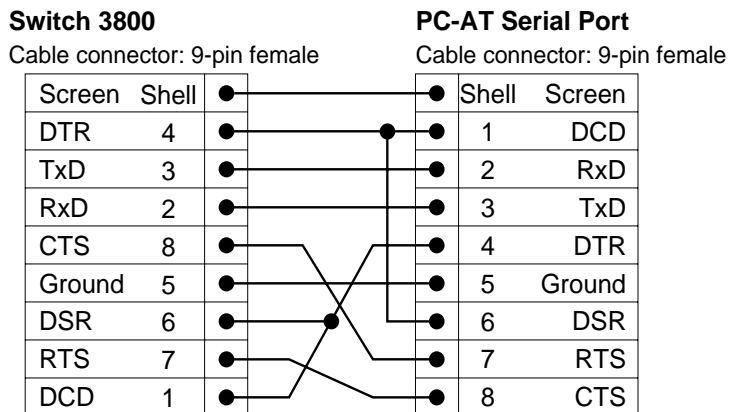 Switch 3800 PC-AT Serial Port
Cable connector: 9-pin female Cable connector: 9-pin female
Screen Shell Shell Screen
DTR 4 1 DCD
TxD 3 2 RxD
RxD 2 3 TxD
CTS 8 4 DTR
Ground 5 5 Ground
DSR 6 6 DSR
RTS 7 7 RTS
DCD 1 8 CTS